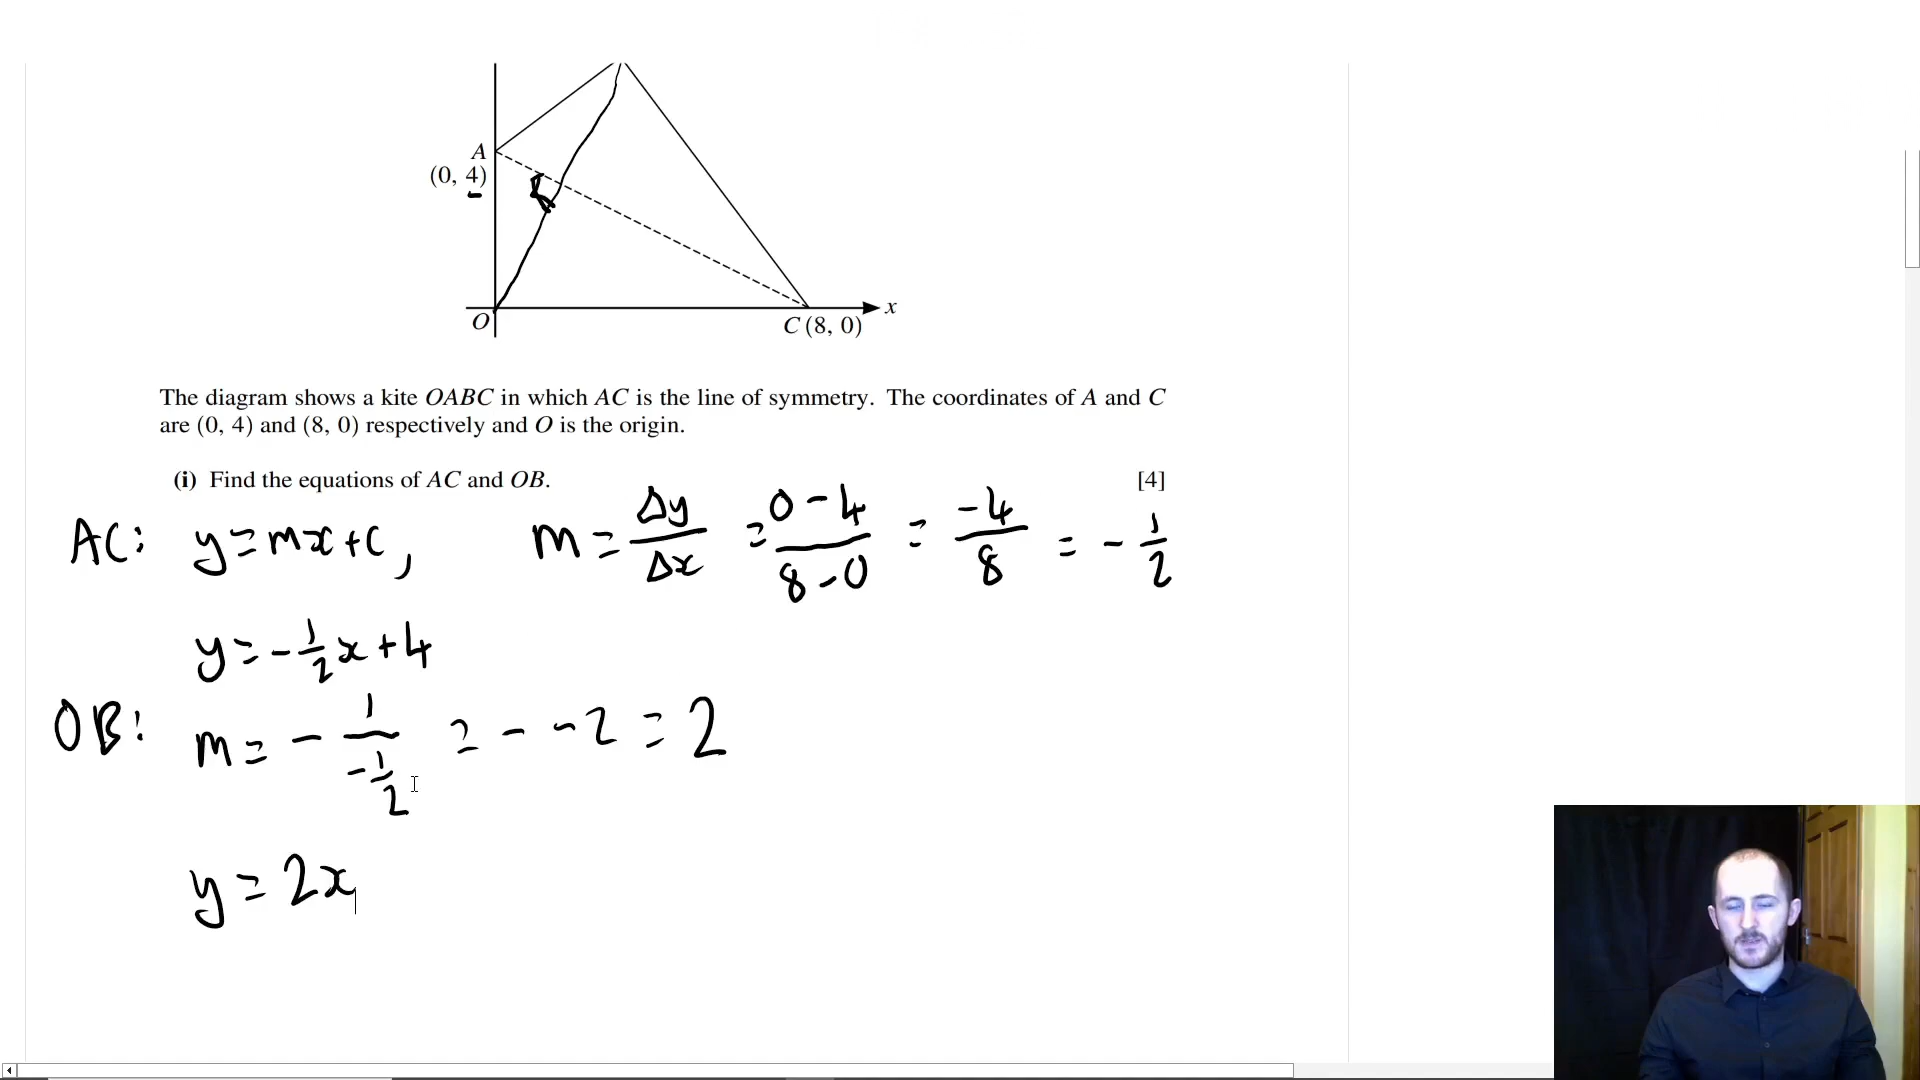 A
(0, 4)
O
C (8, 0)
x
The diagram shows a kite OABC in which AC is the line of symmetry. The coordinates of A and C
are (0, 4) and (8, 0) respectively and O is the origin.
(i) Find the equations of AC and OB. [4]
AC: y = mx + c, m = Δy/Δx = 0 - 4/8 - 0 = -4/8 = - 1/2
y = - 1/2 x + 4
OB: m = - 1/-1/2 = - -2 = 2
y = 2x